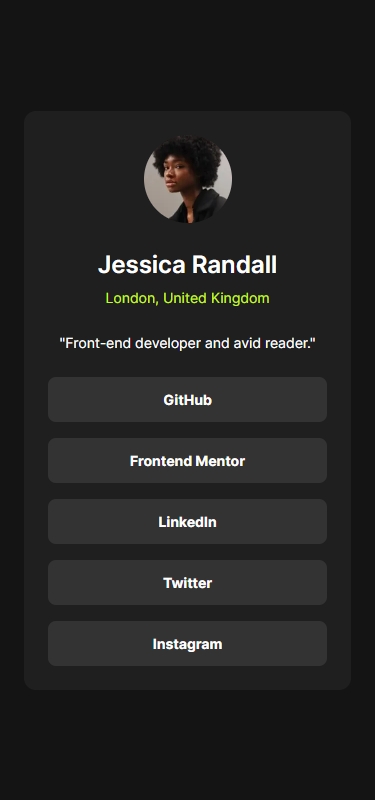 Jessica Randall
London, United Kingdom
"Front-end developer and avid reader."
GitHub
Frontend Mentor
LinkedIn
Twitter
Instagram